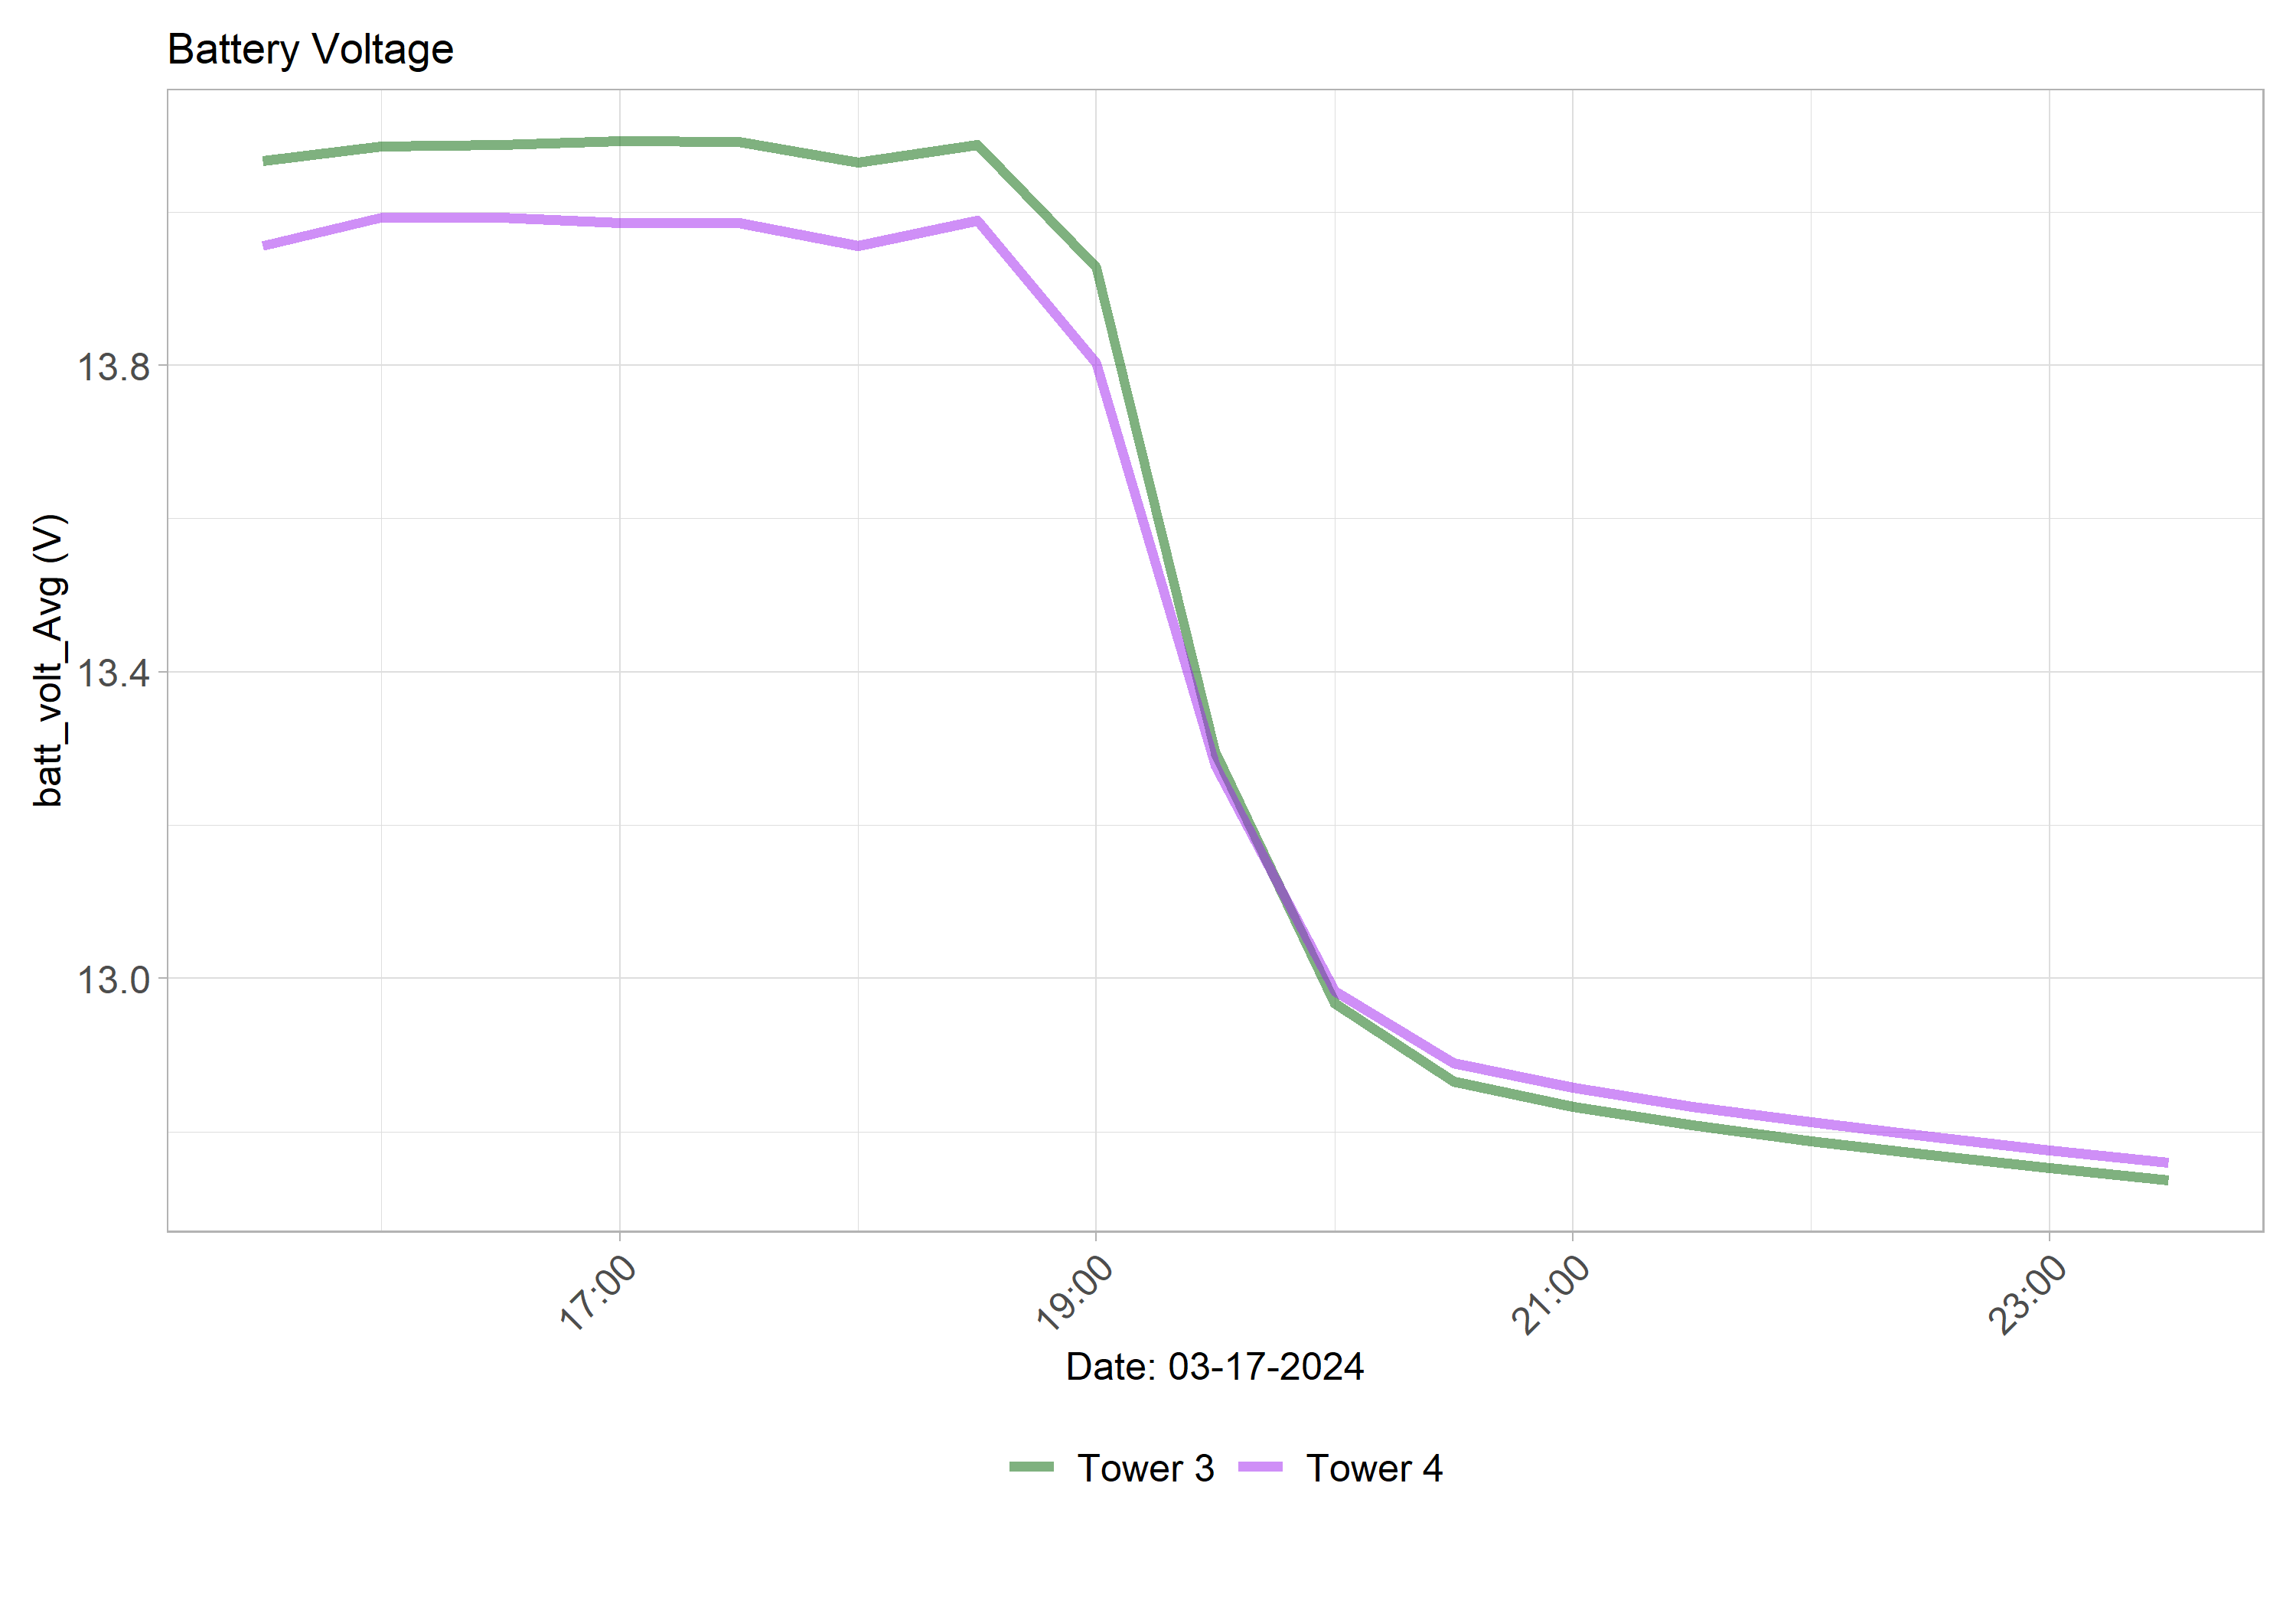 Battery Voltage
batt_volt_Avg (V)
13.8
13.4
13.0
17:00
19:00
21:00
23:00
Date: 03-17-2024
Tower 3
Tower 4